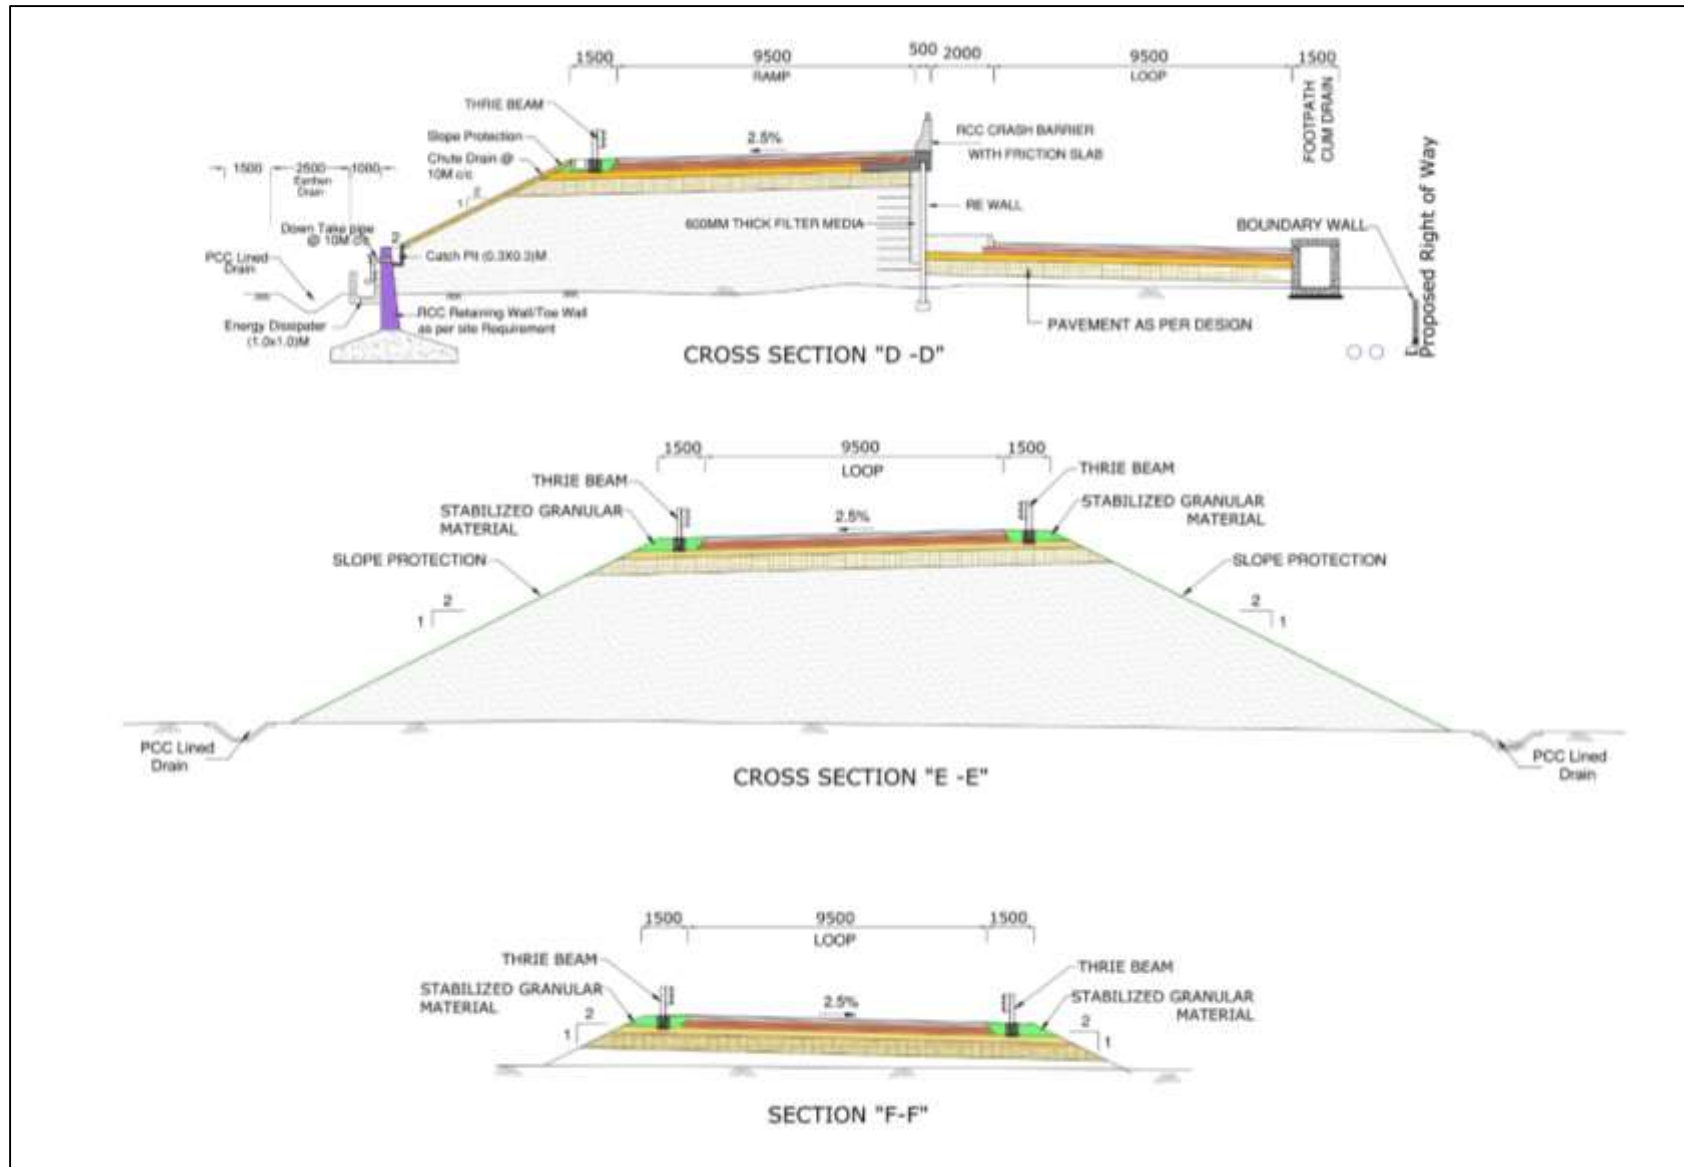 1500 9500 500 2000 9500 1500
RAMP LOOP
FOOTPATH
CUM DRAIN
THRIE BEAM
2.5%
RCC CRASH BARRIER
WITH FRICTION SLAB
Slope Protection
Chute Drain @
10M c/c
1500 2500 1000
Earthen
Drain
2
1
RE WALL
600MM THICK FILTER MEDIA
BOUNDARY WALL
Proposed Right of Way
Down Take pipe
@ 10M c/c
2
Catch Pit (0.3X0.3)M
PCC Lined
Drain
RCC Retaining Wall/Toe Wall
as per site Requirement
Energy Dissipater
(1.0x1.0)M
PAVEMENT AS PER DESIGN
CROSS SECTION "D -D"
1500 9500 1500
LOOP
THRIE BEAM
THRIE BEAM
STABILIZED GRANULAR
MATERIAL
2.5%
STABILIZED GRANULAR
MATERIAL
SLOPE PROTECTION
SLOPE PROTECTION
2
1
2
1
PCC Lined
Drain
PCC Lined
Drain
CROSS SECTION "E -E"
1500 9500 1500
LOOP
THRIE BEAM
THRIE BEAM
STABILIZED GRANULAR
MATERIAL
2.5%
STABILIZED GRANULAR
MATERIAL
2
1
2
1
SECTION "F-F"